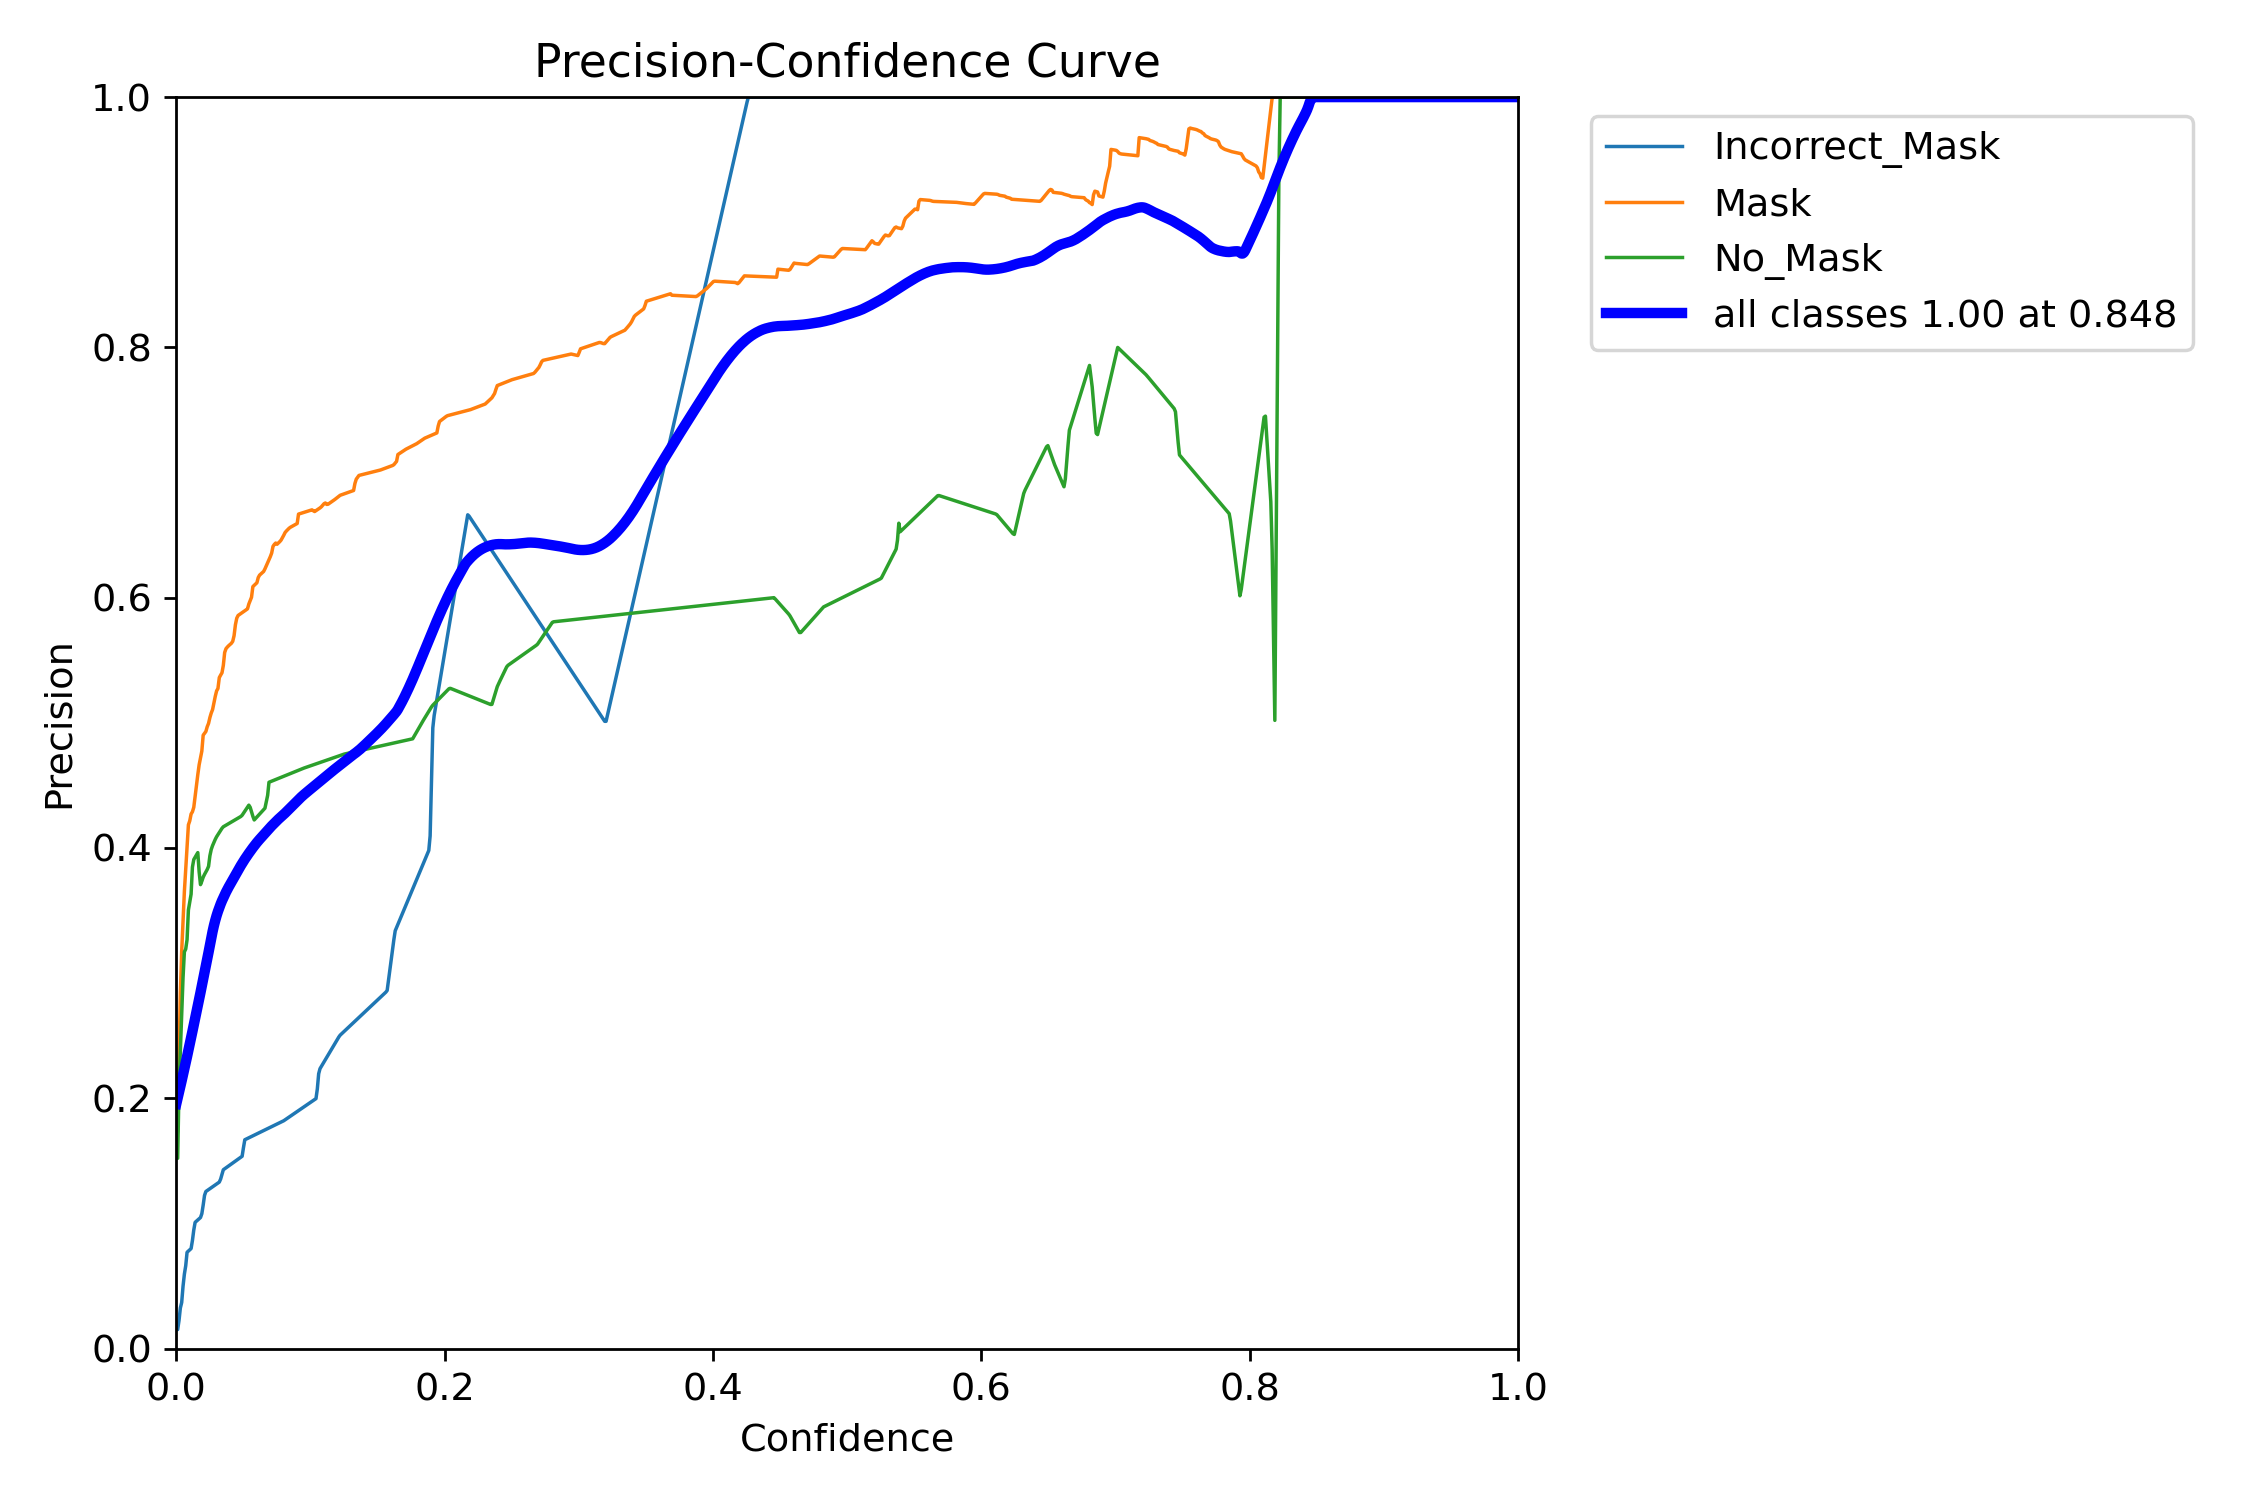 Precision-Confidence Curve
1.0
0.8
0.6
0.4
0.2
0.0
Precision
0.0 0.2 0.4 0.6 0.8 1.0
Confidence
Incorrect_Mask
Mask
No_Mask
all classes 1.00 at 0.848